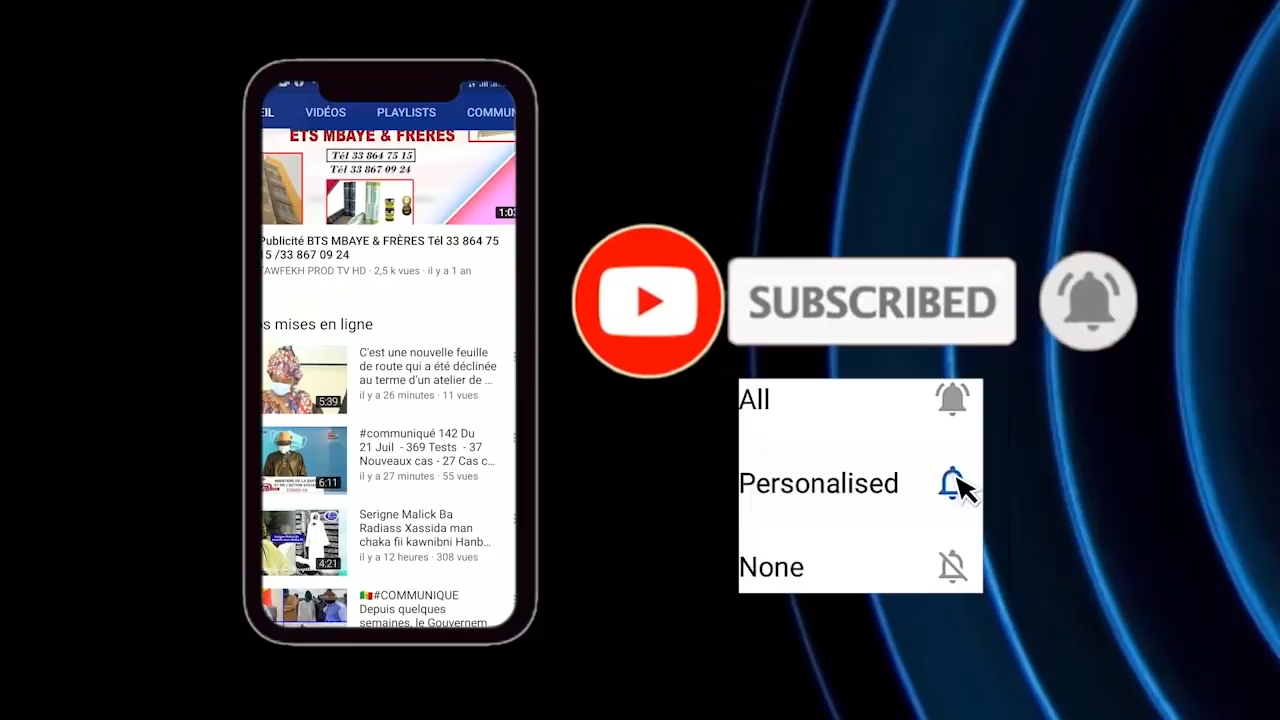 EIL VIDÉOS PLAYLISTS COMMUN
ETS MBAYE & FRERES
Tél 33 864 75 15
Tél 33 867 09 24
1:03
Publicité BTS MBAYE & FRÈRES Tél 33 864 75
15 /33 867 09 24
TAWFEKH PROD TV HD · 2,5 k vues · il y a 1 an
s mises en ligne
C'est une nouvelle feuille
de route qui a été déclinée
au terme d'un atelier de ...
il y a 26 minutes · 11 vues
5:39
#communiqué 142 Du
21 Juil - 369 Tests - 37
Nouveaux cas - 27 Cas c...
il y a 27 minutes · 55 vues
6:11
Serigne Malick Ba
Radiass Xassida man
chaka fii kawnibni Hanb...
il y a 12 heures · 308 vues
4:21
#COMMUNIQUE
Depuis quelques
semaines, le Gouvernem
SUBSCRIBED
All
Personalised
None